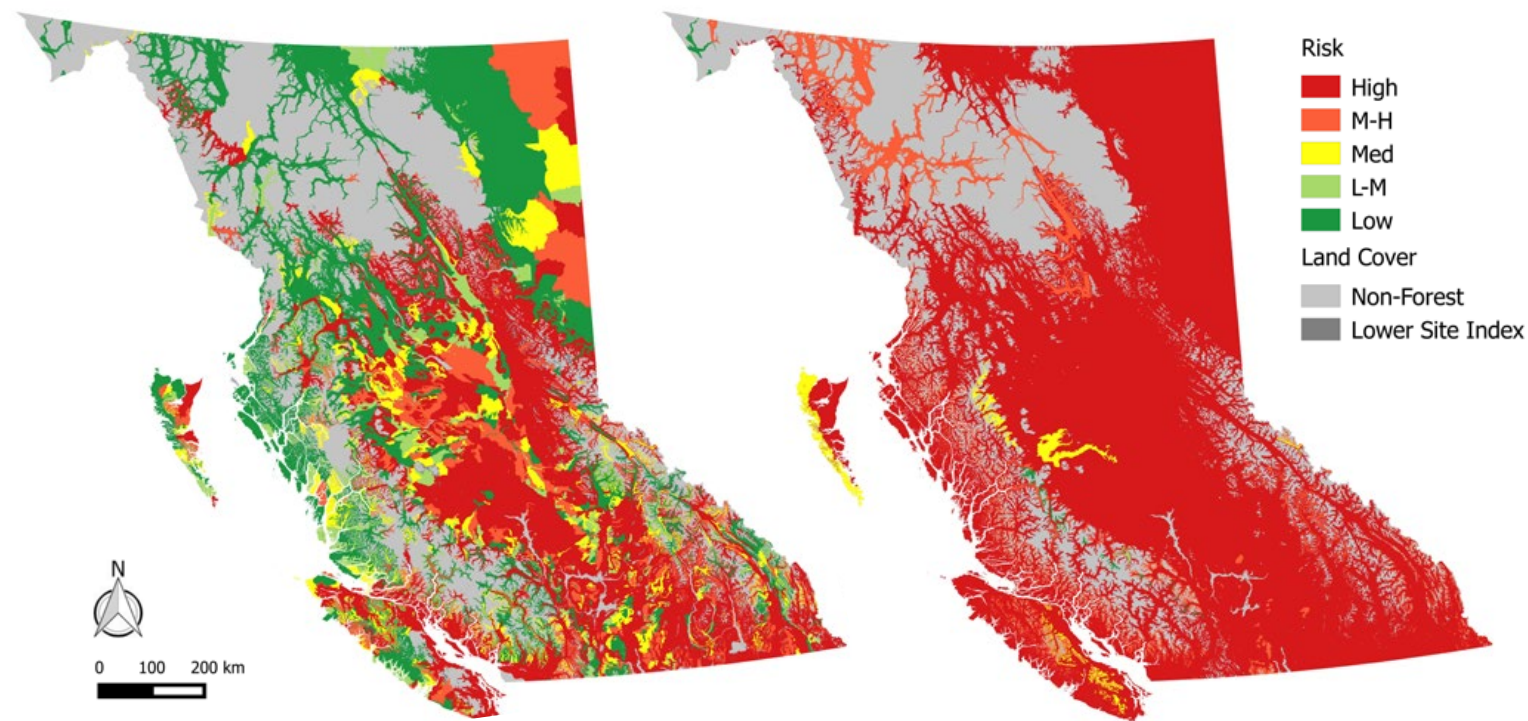 Risk
High
M-H
Med
L-M
Low
Land Cover
Non-Forest
Lower Site Index
N
0 100 200 km